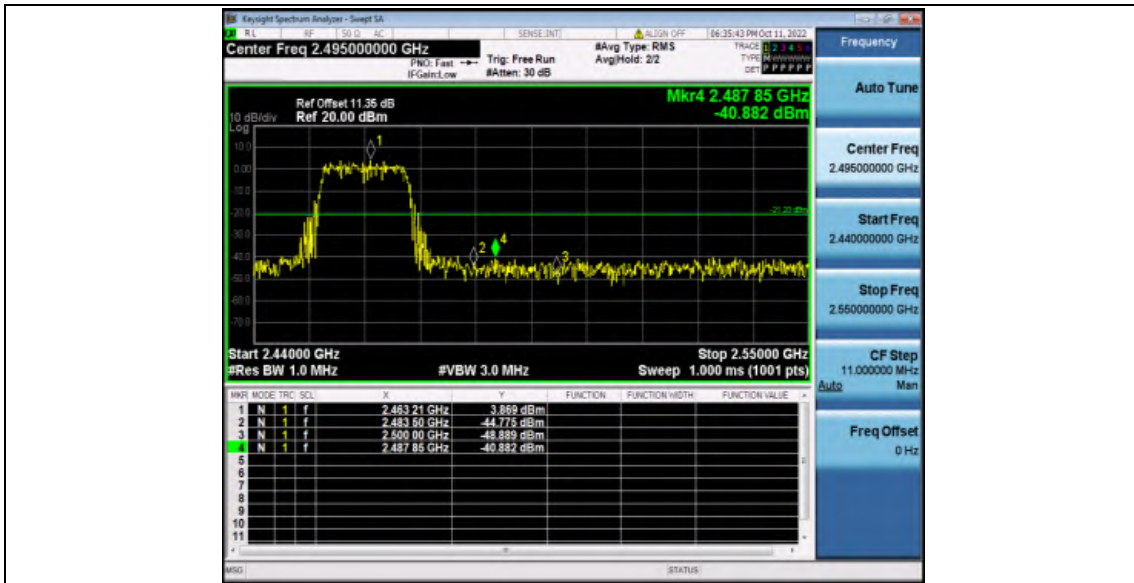 Keysight Spectrum Analyzer - Swept SA
RL RF 50 Ω AC SENSE:INT ALIGN OFF 06:35:43 PM Oct 11, 2022
Center Freq 2.495000000 GHz
PNO: Fast
IFGain:Low
Trig: Free Run
#Atten: 30 dB
#Avg Type: RMS
Avg|Hold: 2/2
TRACE 1 2 3 4 5 6
TYPE
DET P P P P P P
Frequency
Mkr4 2.487 85 GHz
-40.882 dBm
Ref Offset 11.35 dB
10 dB/div Ref 20.00 dBm
Log
10.0
0.00
-10.0
-20.0
-30.0
-40.0
-50.0
-60.0
-70.0
1
2
4
3
-21.20 dBm
Start 2.44000 GHz Stop 2.55000 GHz
#Res BW 1.0 MHz #VBW 3.0 MHz Sweep 1.000 ms (1001 pts)
MKR MODE TRC SCL X Y FUNCTION FUNCTION WIDTH FUNCTION VALUE
1 N 1 f 2.463 21 GHz 3.869 dBm
2 N 1 f 2.483 50 GHz -44.775 dBm
3 N 1 f 2.500 00 GHz -48.889 dBm
4 N 1 f 2.487 85 GHz -40.882 dBm
5
6
7
8
9
10
11
MSG STATUS
Auto Tune
Center Freq
2.495000000 GHz
Start Freq
2.440000000 GHz
Stop Freq
2.550000000 GHz
CF Step
11.000000 MHz
Auto Man
Freq Offset
0 Hz